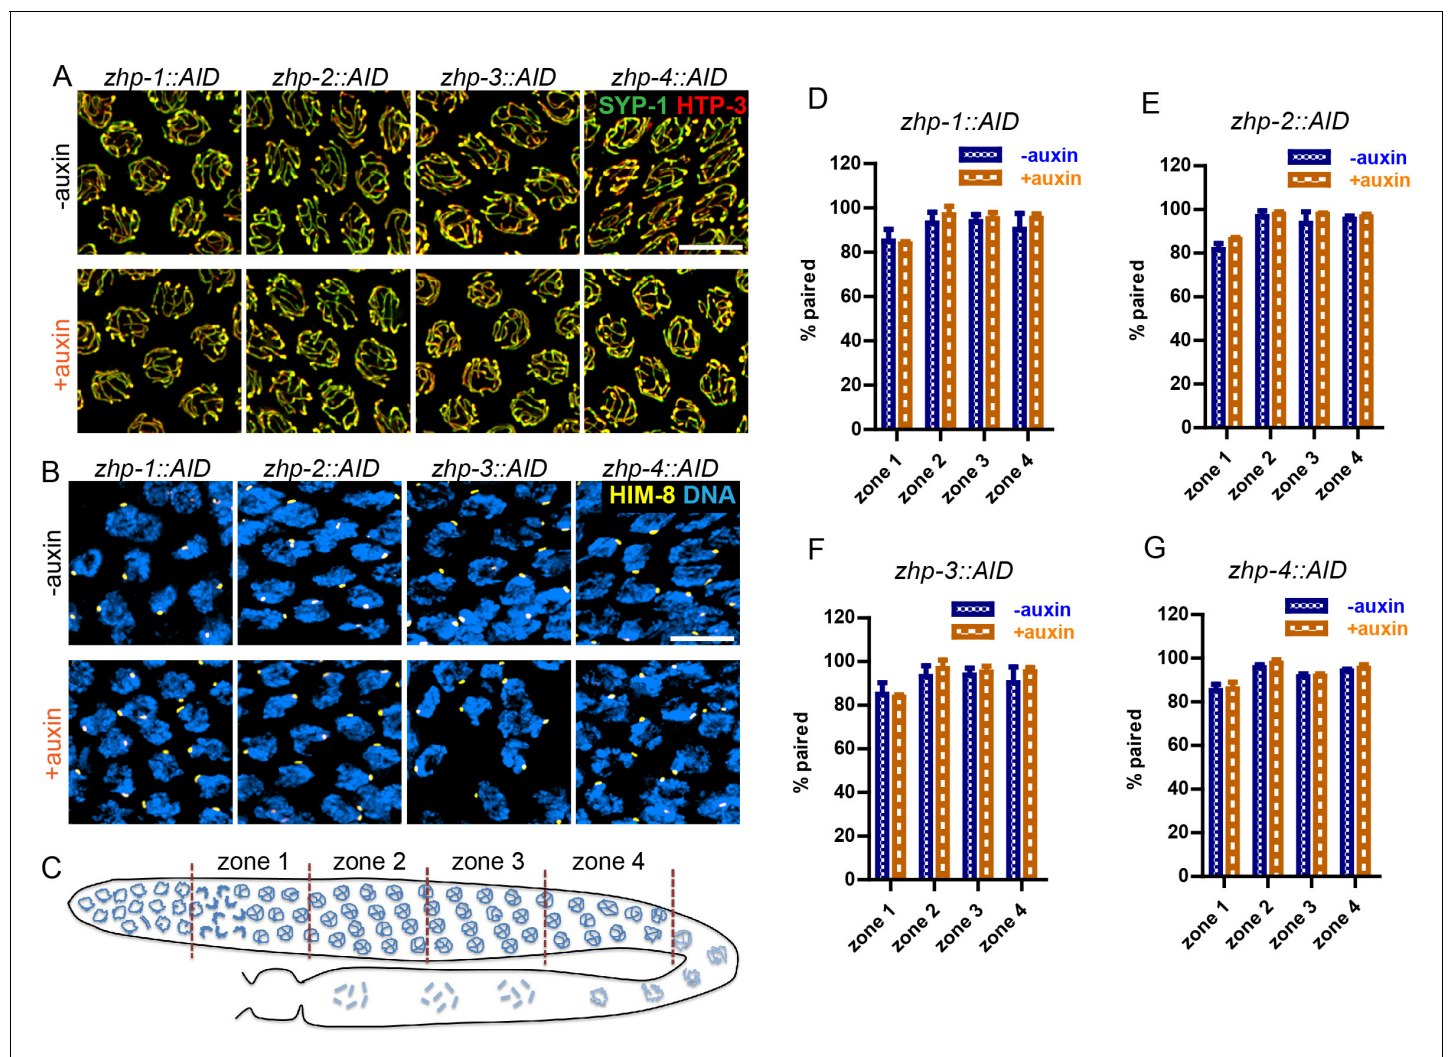 A
zhp-1::AID zhp-2::AID zhp-3::AID zhp-4::AID
SYP-1 HTP-3
-auxin
+auxin
B
zhp-1::AID zhp-2::AID zhp-3::AID zhp-4::AID
HIM-8 DNA
-auxin
+auxin
C
zone 1 zone 2 zone 3 zone 4
D
zhp-1::AID
-auxin
+auxin
% paired
120
100
80
60
40
20
0
zone 1 zone 2 zone 3 zone 4
E
zhp-2::AID
-auxin
+auxin
% paired
120
100
80
60
40
20
0
zone 1 zone 2 zone 3 zone 4
F
zhp-3::AID
-auxin
+auxin
% paired
120
100
80
60
40
20
0
zone 1 zone 2 zone 3 zone 4
G
zhp-4::AID
-auxin
+auxin
% paired
120
100
80
60
40
20
0
zone 1 zone 2 zone 3 zone 4